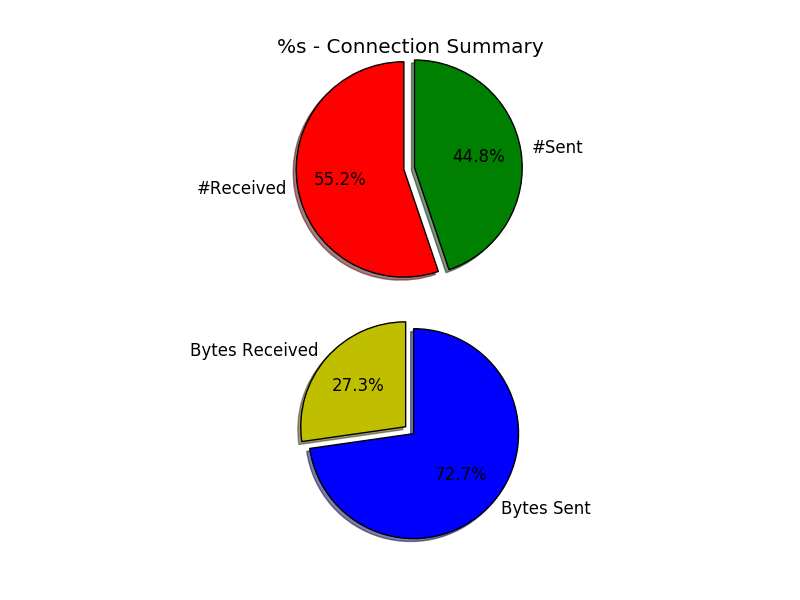 %s - Connection Summary
44.8%
#Sent
55.2%
#Received
Bytes Received
27.3%
72.7%
Bytes Sent